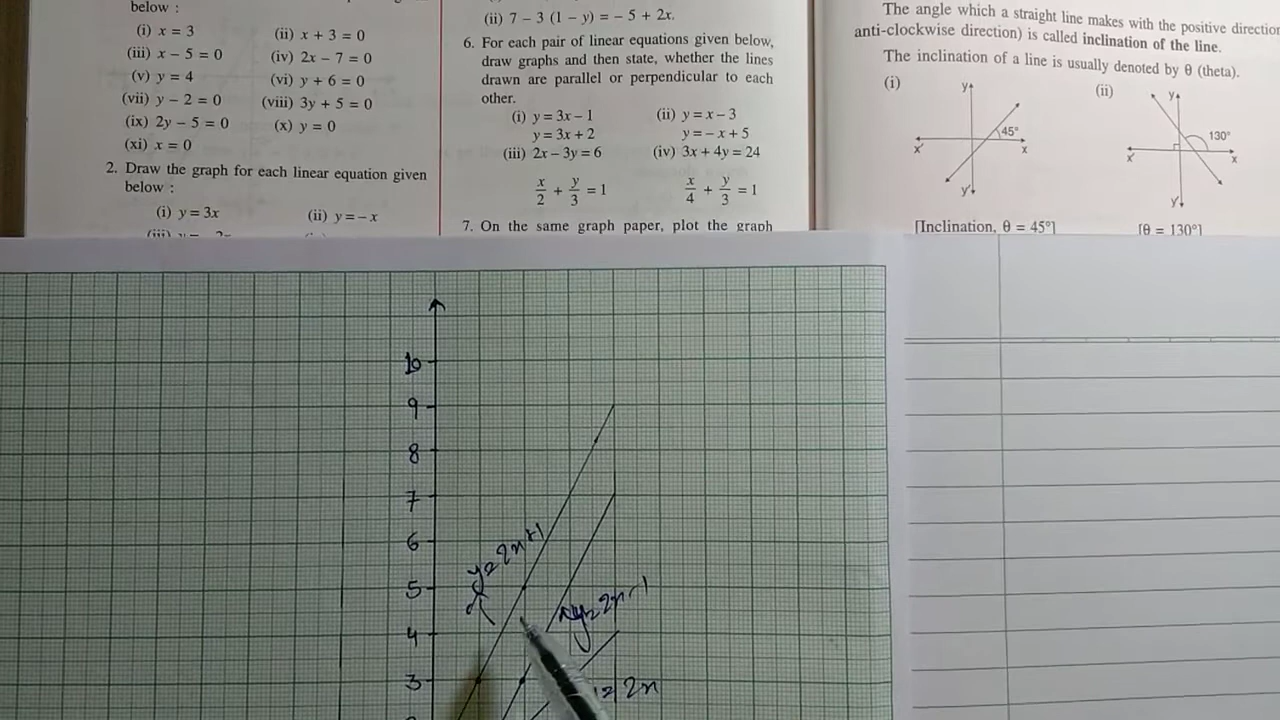 below :
(i) x = 3 (ii) x + 3 = 0
(iii) x − 5 = 0 (iv) 2x − 7 = 0
(v) y = 4 (vi) y + 6 = 0
(vii) y − 2 = 0 (viii) 3y + 5 = 0
(ix) 2y − 5 = 0 (x) y = 0
(xi) x = 0
2. Draw the graph for each linear equation given
below :
(i) y = 3x (ii) y = − x
(ii) 7 − 3 (1 − y) = − 5 + 2x.
6. For each pair of linear equations given below,
draw graphs and then state, whether the lines
drawn are parallel or perpendicular to each
other.
(i) y = 3x − 1 (ii) y = x − 3
y = 3x + 2 y = − x + 5
(iii) 2x − 3y = 6 (iv) 3x + 4y = 24
x/2 + y/3 = 1 x/4 + y/3 = 1
7. On the same graph paper, plot the graph
The angle which a straight line makes with the positive direction
anti-clockwise direction) is called inclination of the line.
The inclination of a line is usually denoted by θ (theta).
(i) (ii)
y y
45° 130°
x' x x' x
y' y'
[Inclination, θ = 45°] [θ = 130°]
10
9
8
7
6
5
4
3
y=2x+1
y=2x-1
=2x